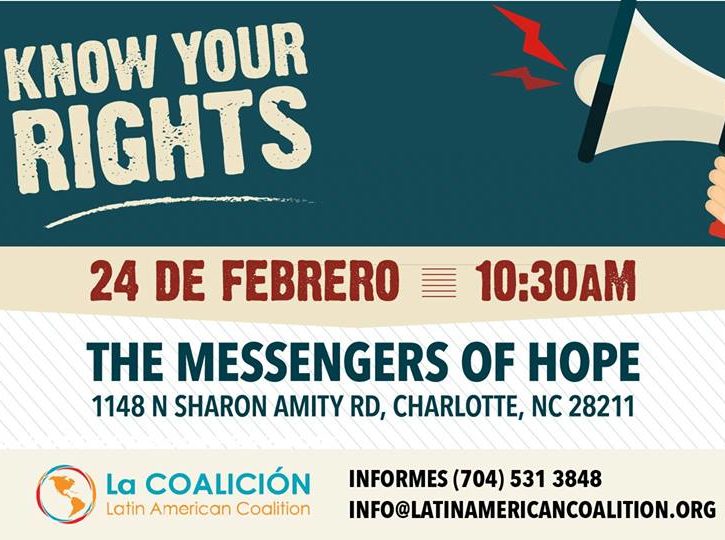 KNOW YOUR
RIGHTS
24 DE FEBRERO 10:30AM
THE MESSENGERS OF HOPE
1148 N SHARON AMITY RD, CHARLOTTE, NC 28211
La COALICIÓN
Latin American Coalition
INFORMES (704) 531 3848
INFO@LATINAMERICANCOALITION.ORG